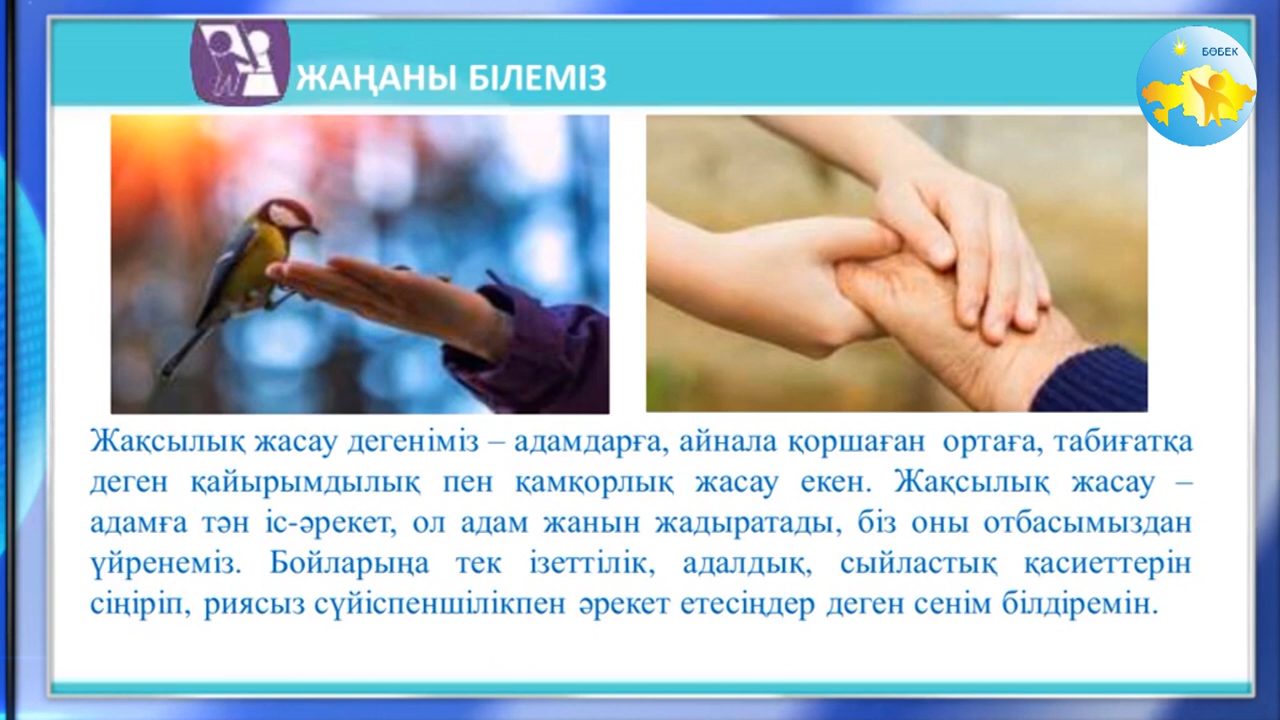 ЖАҢАНЫ БІЛЕМІЗ
БӨБЕК
Жақсылық жасау дегеніміз – адамдарға, айнала қоршаған ортаға, табиғатқа
деген қайырымдылық пен қамқорлық жасау екен. Жақсылық жасау –
адамға тән іс-әрекет, ол адам жанын жадыратады, біз оны отбасымыздан
үйренеміз. Бойларыңа тек ізеттілік, адалдық, сыйластық қасиеттерін
сіңіріп, риясыз сүйіспеншілікпен әрекет етесіңдер деген сенім білдіремін.